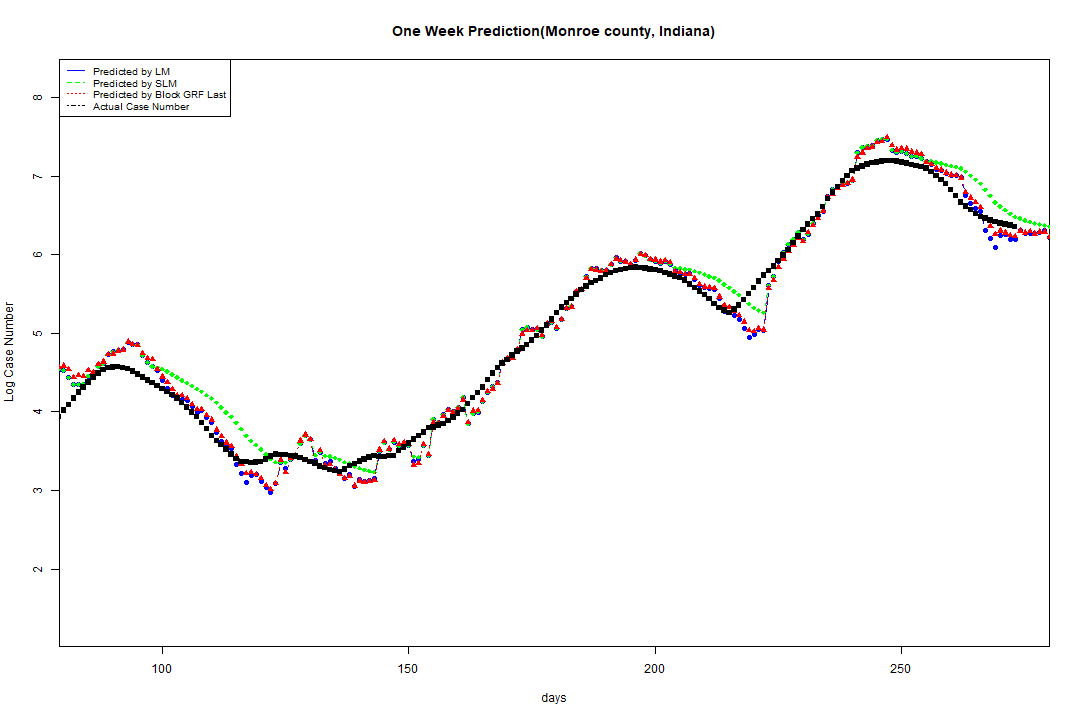 One Week Prediction(Monroe county, Indiana)
Predicted by LM
Predicted by SLM
Predicted by Block GRF Last
Actual Case Number
8
7
6
5
4
3
2
Log Case Number
100 150 200 250
days